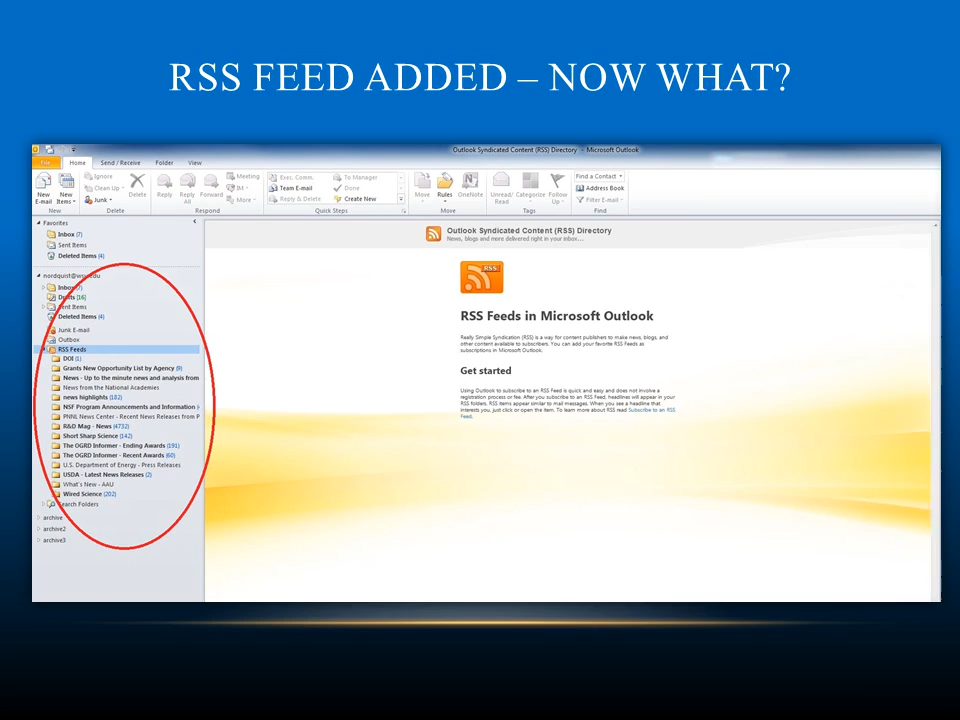 RSS FEED ADDED – NOW WHAT?
Outlook Syndicated Content (RSS) Directory - Microsoft Outlook
File Home Send / Receive Folder View
New E-mail
New Items
New
Ignore
Clean Up
Junk
Delete
Delete
Reply
Reply All
Forward
Meeting
IM
More
Respond
Exec. Comm.
To Manager
Team E-mail
Done
Reply & Delete
Create New
Quick Steps
Move
Rules
OneNote
Move
Unread/ Read
Categorize
Follow Up
Tags
Find a Contact
Address Book
Filter E-mail
Find
Favorites
Inbox (7)
Sent Items
Deleted Items (4)
Inbox (7)
Drafts [16]
Sent Items
Deleted Items (4)
Junk E-mail
Outbox
RSS Feeds
DOI (1)
Grants New Opportunity List by Agency (9)
News - Up to the minute news and analysis from
News from the National Academies
news highlights (182)
NSF Program Announcements and Information
PNNL News Center - Recent News Releases from P
R&D Mag - News (4732)
Short Sharp Science (142)
The OGRD Informer - Ending Awards (191)
The OGRD Informer - Recent Awards (60)
U.S. Department of Energy - Press Releases
USDA - Latest News Releases (2)
What's New - AAU
Wired Science (202)
Search Folders
archive
archive2
archive3
Outlook Syndicated Content (RSS) Directory
News, blogs and more delivered right in your inbox...
RSS
RSS Feeds in Microsoft Outlook
Really Simple Syndication (RSS) is a way for content publishers to make news, blogs, and
other content available to subscribers. You can add your favorite RSS Feeds as
subscriptions in Microsoft Outlook.
Get started
Using Outlook to subscribe to an RSS Feed is quick and easy and does not involve a
registration process or fee. After you subscribe to an RSS Feed, headlines will appear in your
RSS folders. RSS items appear similar to mail messages. When you see a headline that
interests you, just click or open the item. To learn more about RSS read Subscribe to an RSS
Feed.